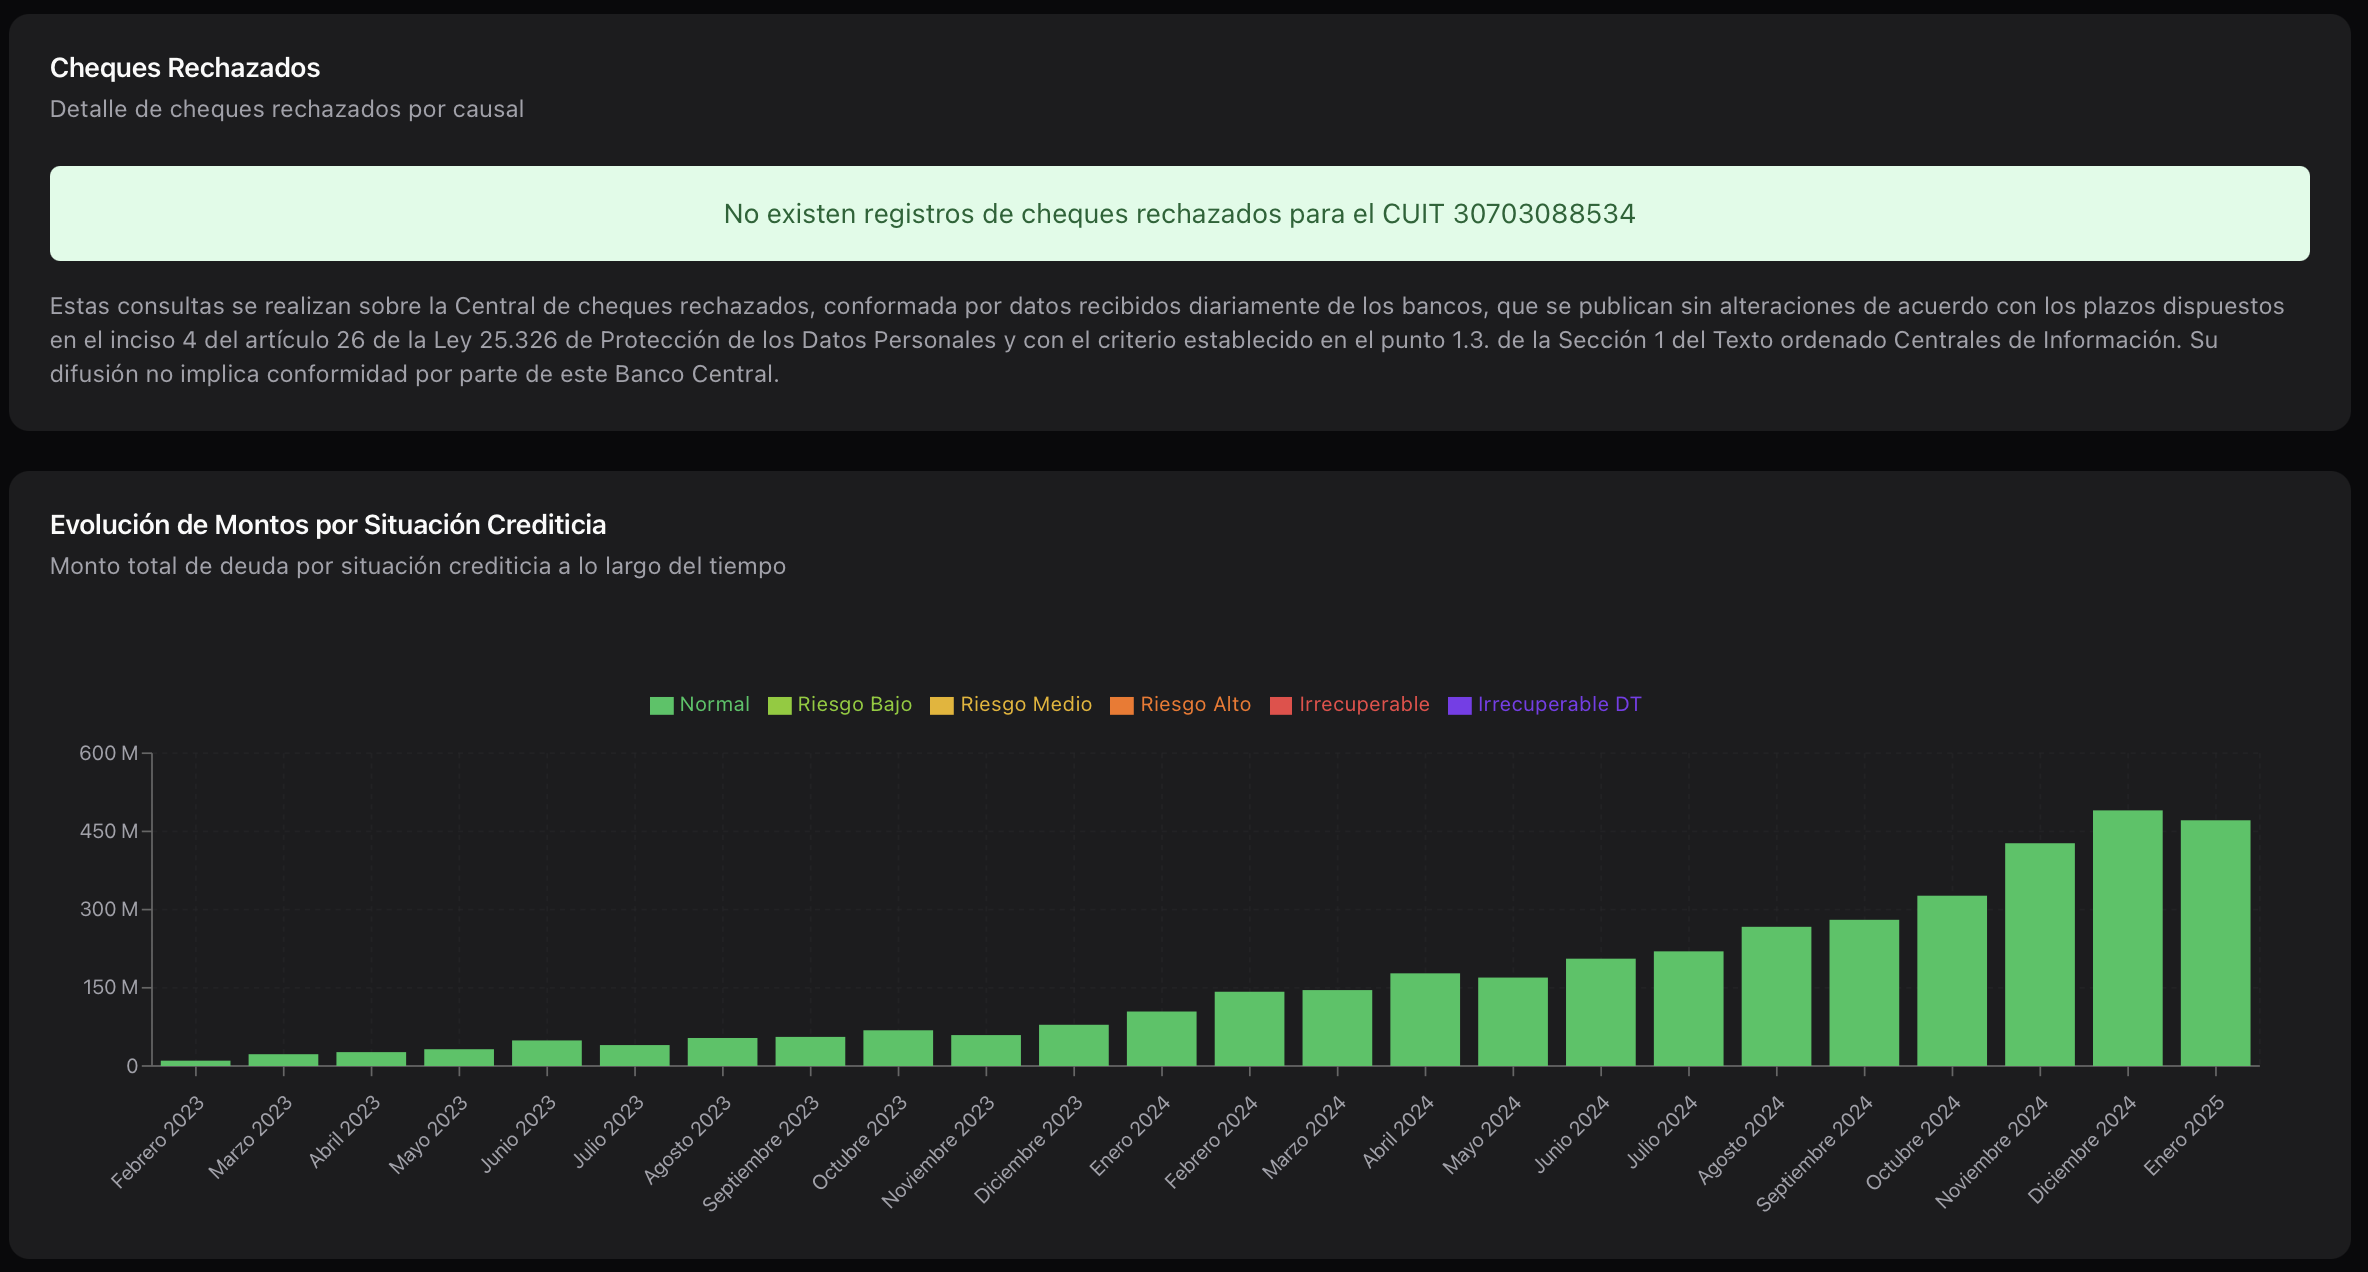 Cheques Rechazados
Detalle de cheques rechazados por causal
No existen registros de cheques rechazados para el CUIT 30703088534
Estas consultas se realizan sobre la Central de cheques rechazados, conformada por datos recibidos diariamente de los bancos, que se publican sin alteraciones de acuerdo con los plazos dispuestos
en el inciso 4 del artículo 26 de la Ley 25.326 de Protección de los Datos Personales y con el criterio establecido en el punto 1.3. de la Sección 1 del Texto ordenado Centrales de Información. Su
difusión no implica conformidad por parte de este Banco Central.
Evolución de Montos por Situación Crediticia
Monto total de deuda por situación crediticia a lo largo del tiempo
Normal Riesgo Bajo Riesgo Medio Riesgo Alto Irrecuperable Irrecuperable DT
600 M
450 M
300 M
150 M
0
Febrero 2023
Marzo 2023
Abril 2023
Mayo 2023
Junio 2023
Julio 2023
Agosto 2023
Septiembre 2023
Octubre 2023
Noviembre 2023
Diciembre 2023
Enero 2024
Febrero 2024
Marzo 2024
Abril 2024
Mayo 2024
Junio 2024
Julio 2024
Agosto 2024
Septiembre 2024
Octubre 2024
Noviembre 2024
Diciembre 2024
Enero 2025